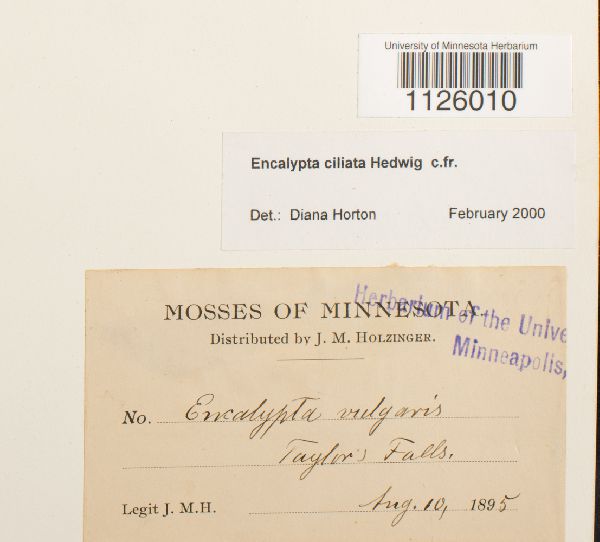 University of Minnesota Herbarium
1126010
Encalypta ciliata Hedwig c.fr.
Det.: Diana Horton February 2000
Herbarium of the Unive
Minneapolis,
MOSSES OF MINNESOTA.
Distributed by J. M. HOLZINGER.
No. Encalypta vulgaris
Taylor's Falls.
Legit J. M. H. Aug. 10, 1895